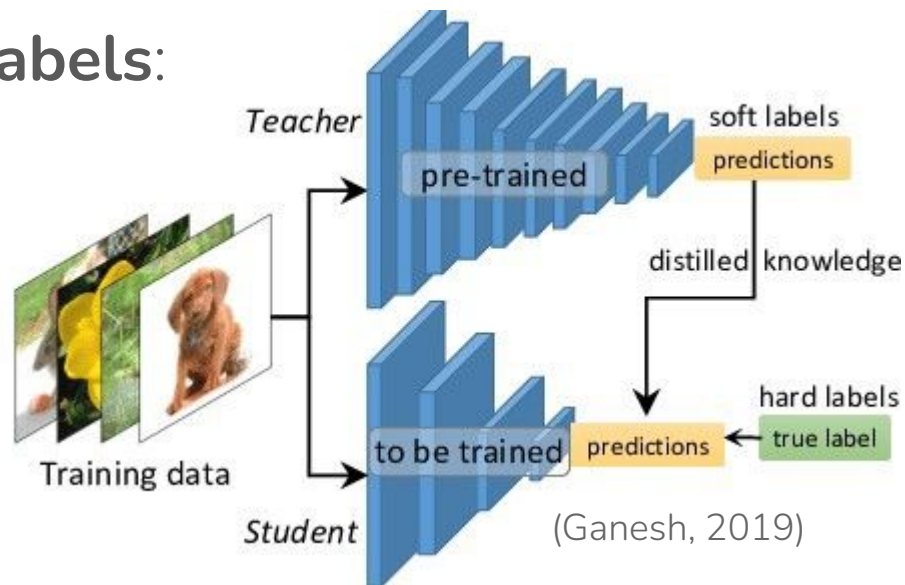 abels:
Teacher
soft labels
predictions
pre-trained
distilled knowledge
hard labels
true label
predictions
to be trained
Training data
Student
(Ganesh, 2019)